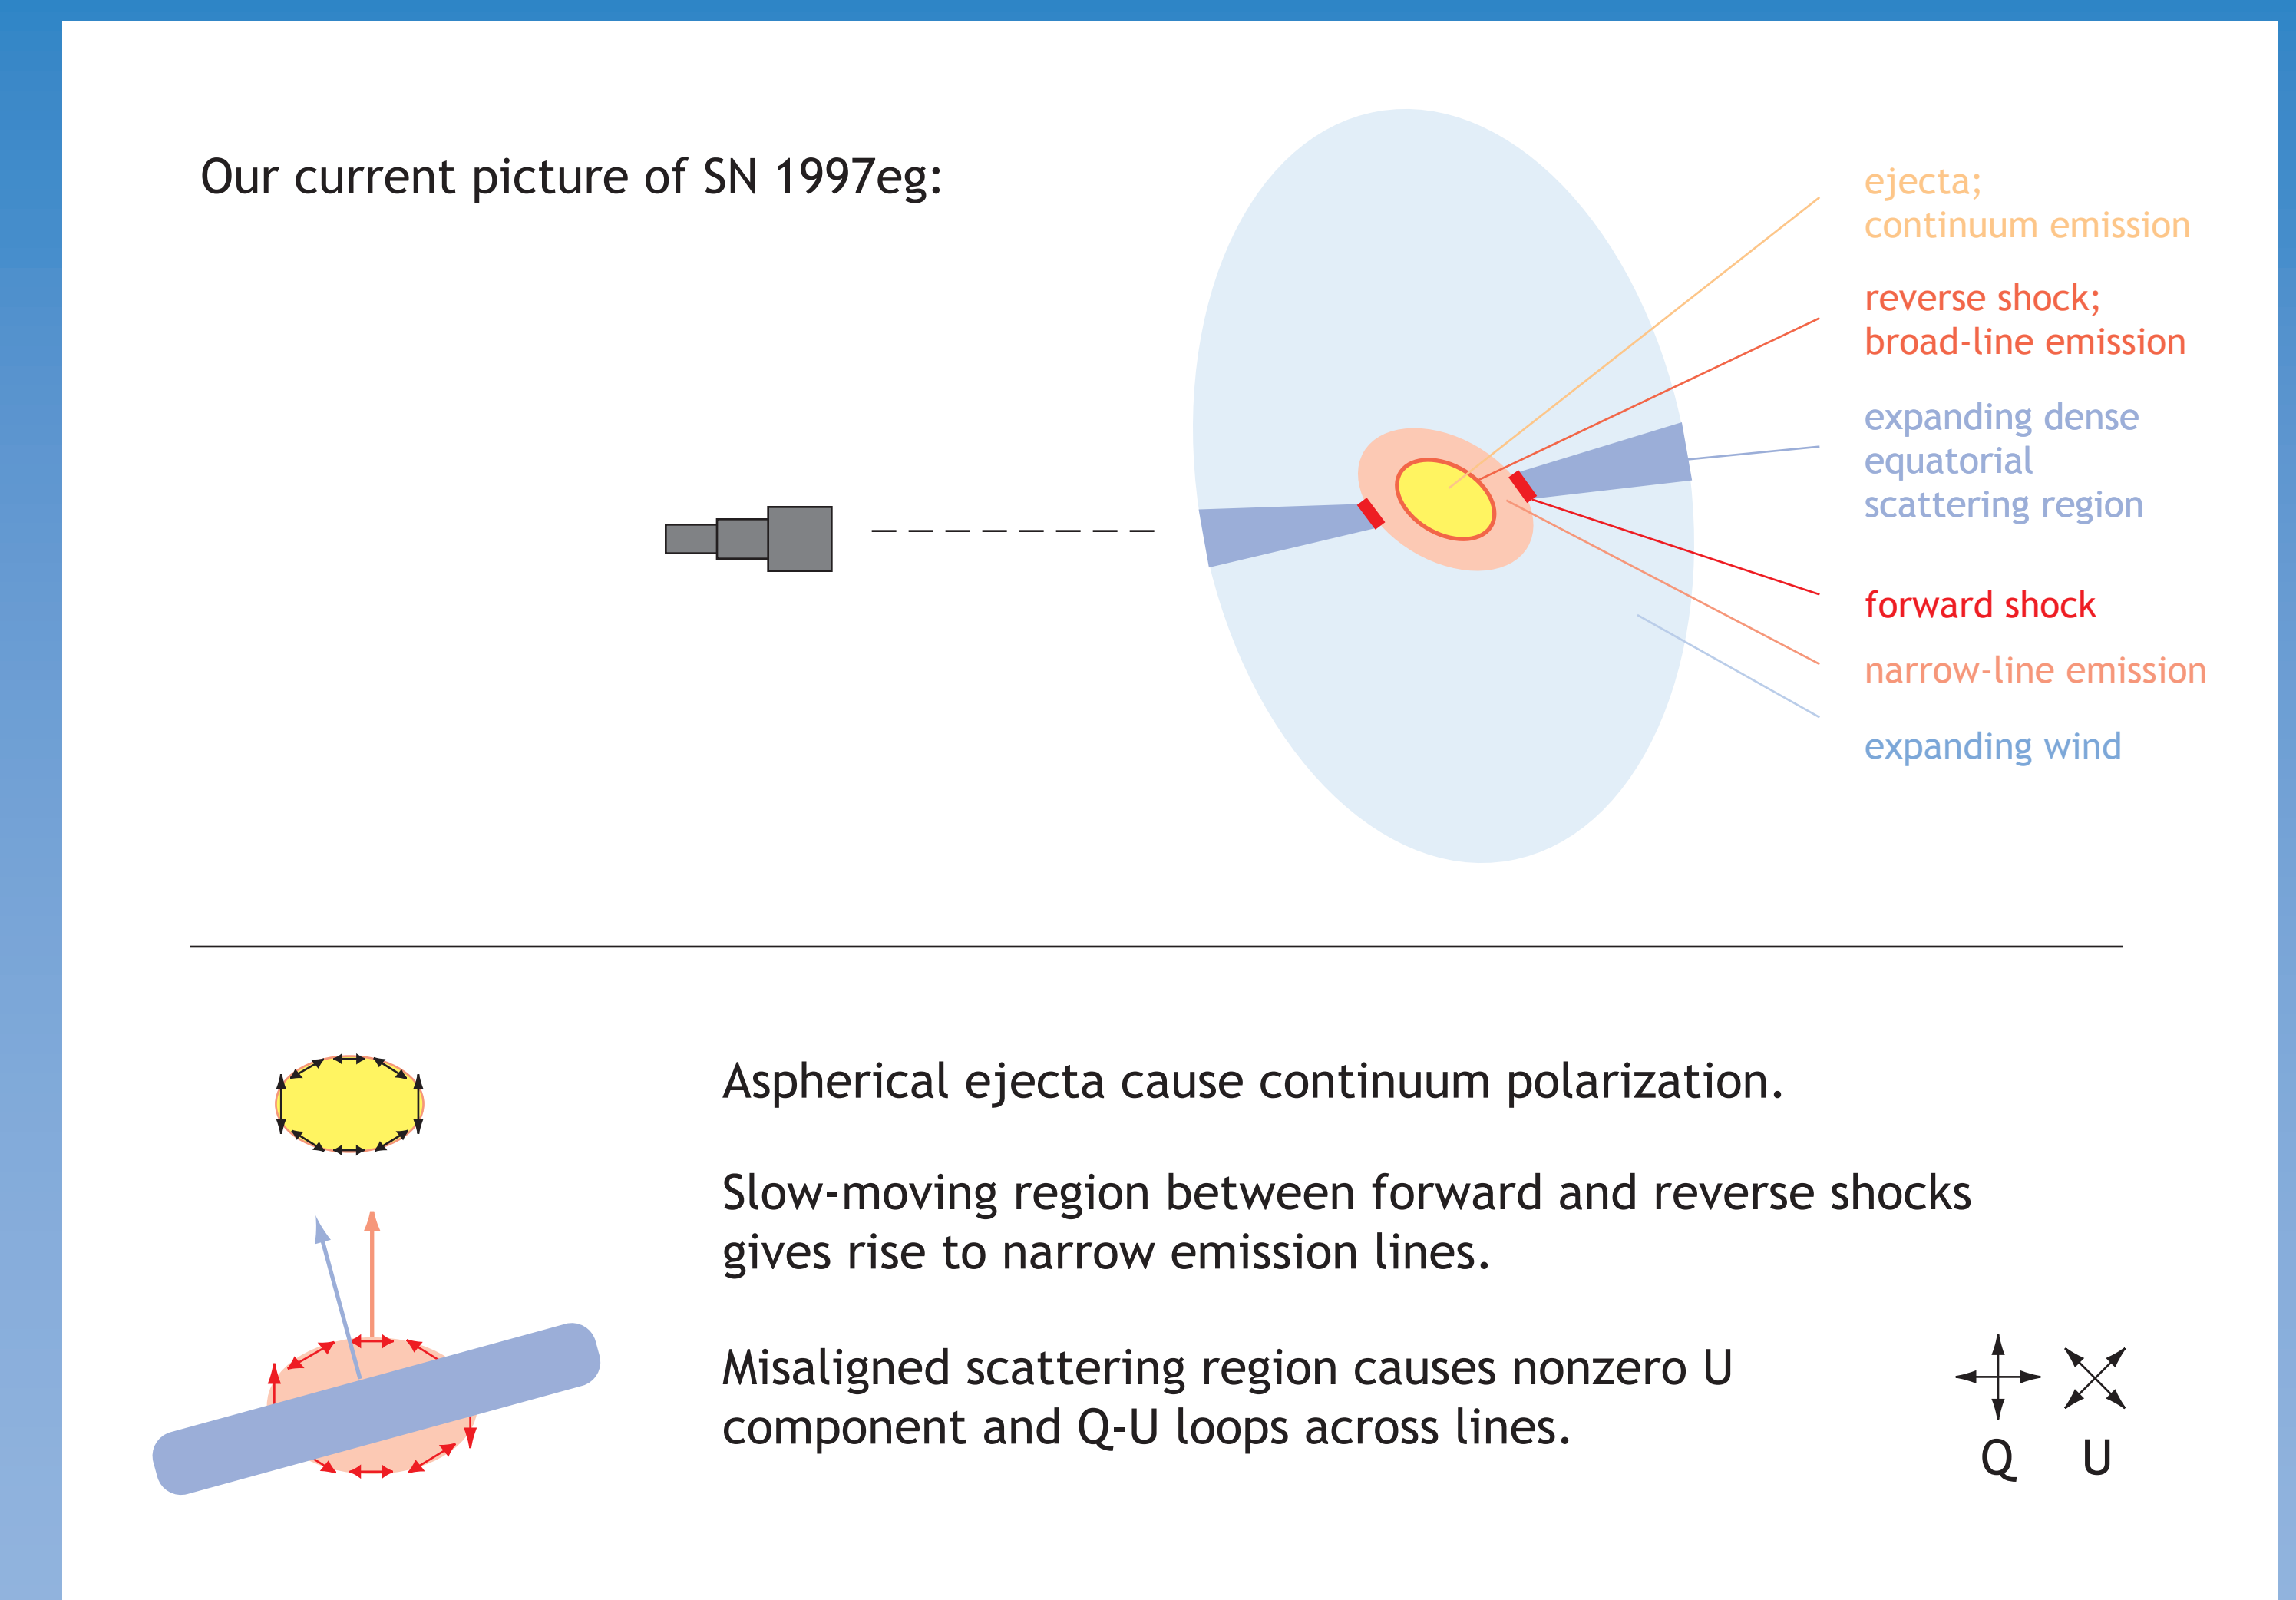 Our current picture of SN 1997eg:
ejecta;
continuum emission
reverse shock;
broad-line emission
expanding dense
equatorial
scattering region
forward shock
narrow-line emission
expanding wind
Aspherical ejecta cause continuum polarization.
Slow-moving region between forward and reverse shocks
gives rise to narrow emission lines.
Misaligned scattering region causes nonzero U
component and Q-U loops across lines.
Q U